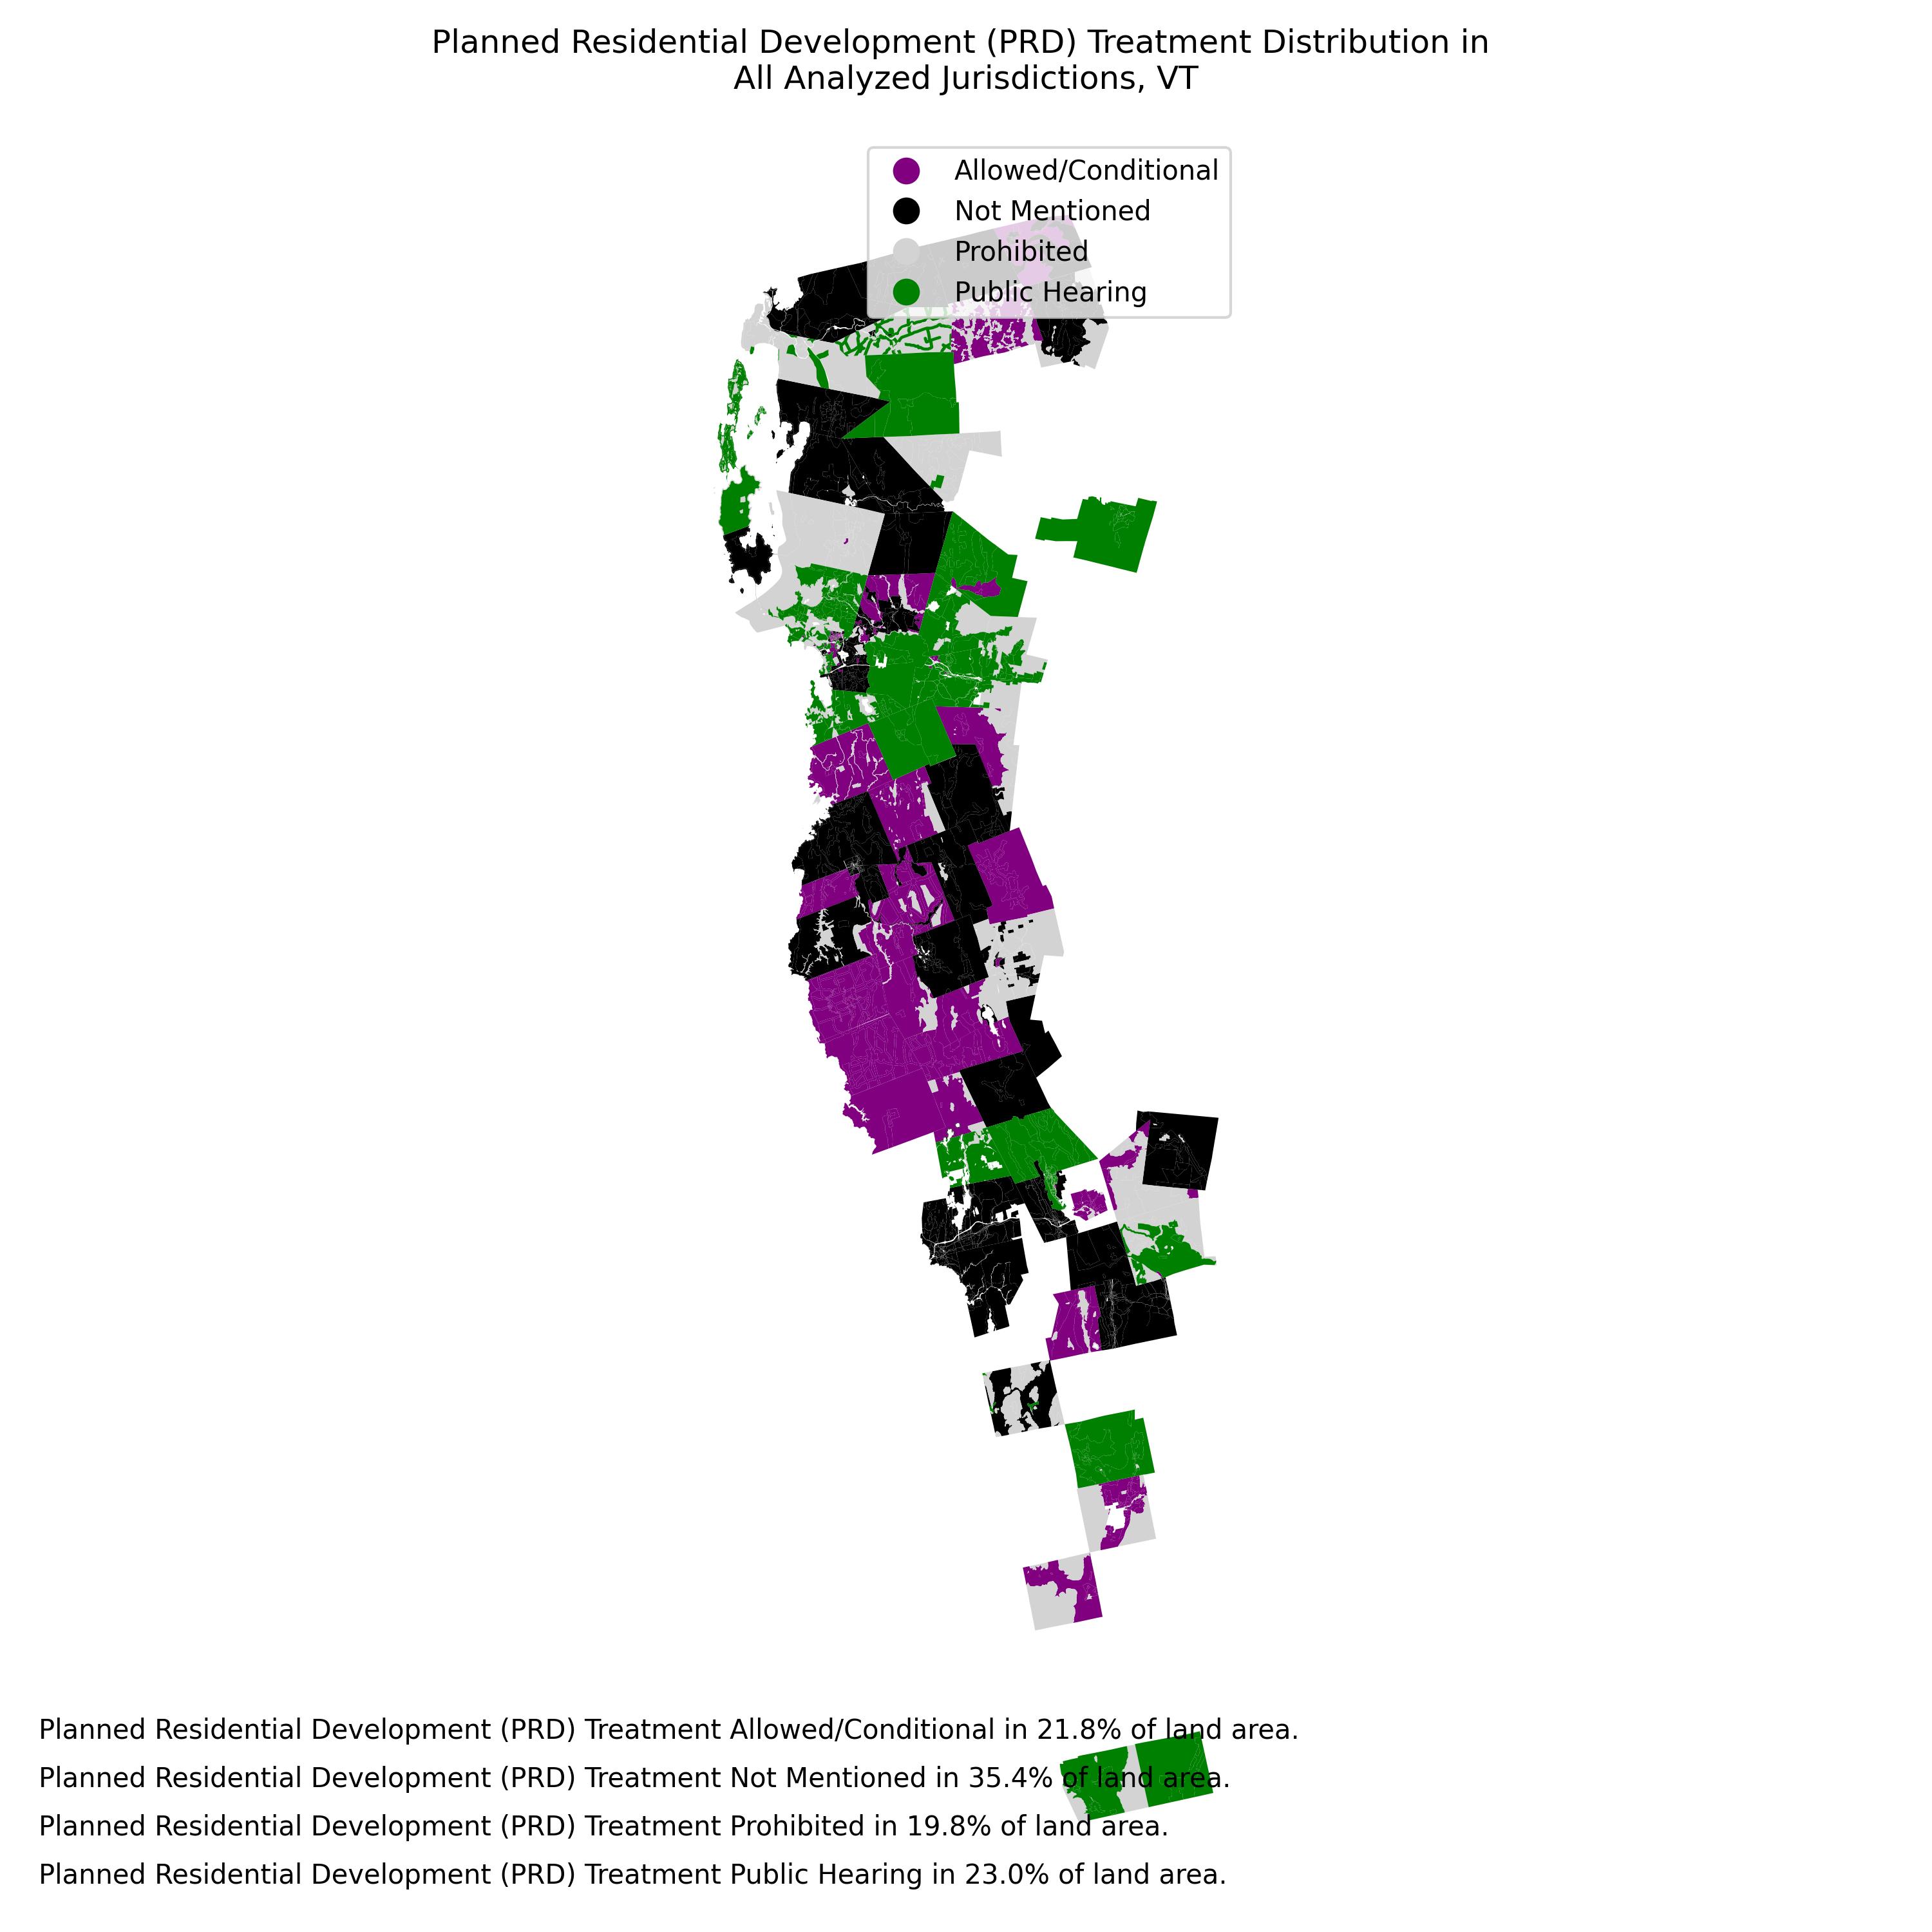 Planned Residential Development (PRD) Treatment Distribution in
All Analyzed Jurisdictions, VT
Allowed/Conditional
Not Mentioned
Prohibited
Public Hearing
Planned Residential Development (PRD) Treatment Allowed/Conditional in 21.8% of land area.
Planned Residential Development (PRD) Treatment Not Mentioned in 35.4% of land area.
Planned Residential Development (PRD) Treatment Prohibited in 19.8% of land area.
Planned Residential Development (PRD) Treatment Public Hearing in 23.0% of land area.